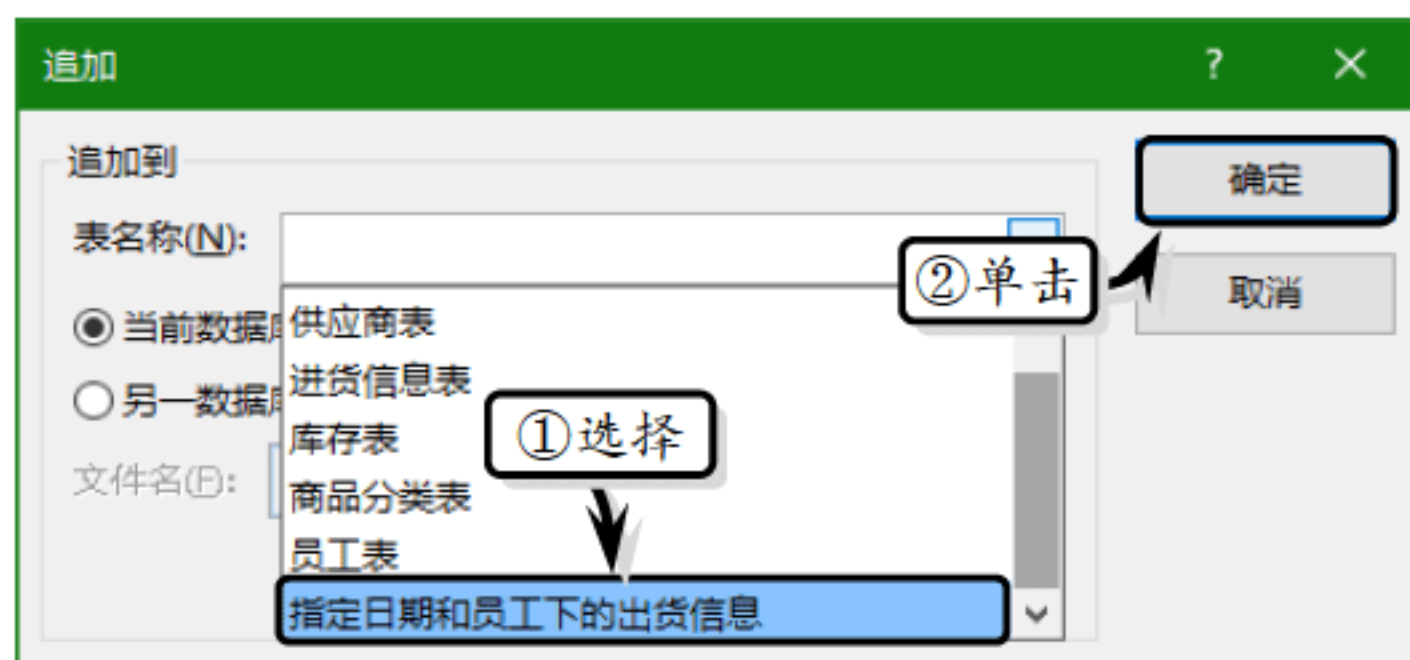 追加
?
追加到
确定
表名称(N):
②单击
取消
当前数据
供应商表
进货信息表
另一数据
①选择
库存表
文件名(F):
商品分类表
员工表
指定日期和员工下的出货信息